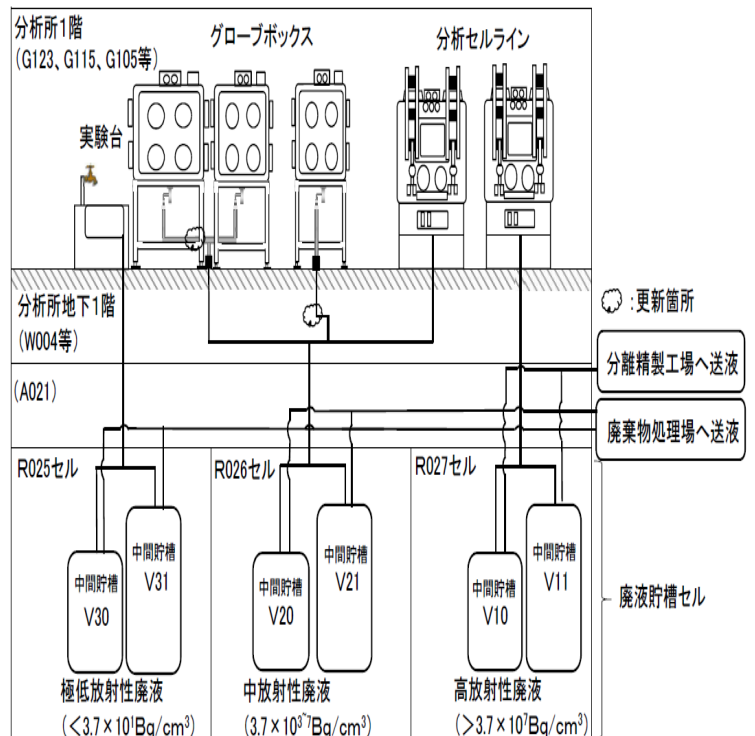 分析所1階
(G123、G115、G105等)
グローブボックス
分析セルライン
実験台
分析所地下1階
(W004等)
:更新箇所
分離精製工場へ送液
(A021)
廃棄物処理場へ送液
R025セル
R026セル
R027セル
中間貯槽
V30
中間貯槽
V31
中間貯槽
V20
中間貯槽
V21
中間貯槽
V10
中間貯槽
V11
廃液貯槽セル
極低放射性廃液
(<3.7×10¹Bq/cm³)
中放射性廃液
(3.7×10³~⁷Bq/cm³)
高放射性廃液
(>3.7×10⁷Bq/cm³)